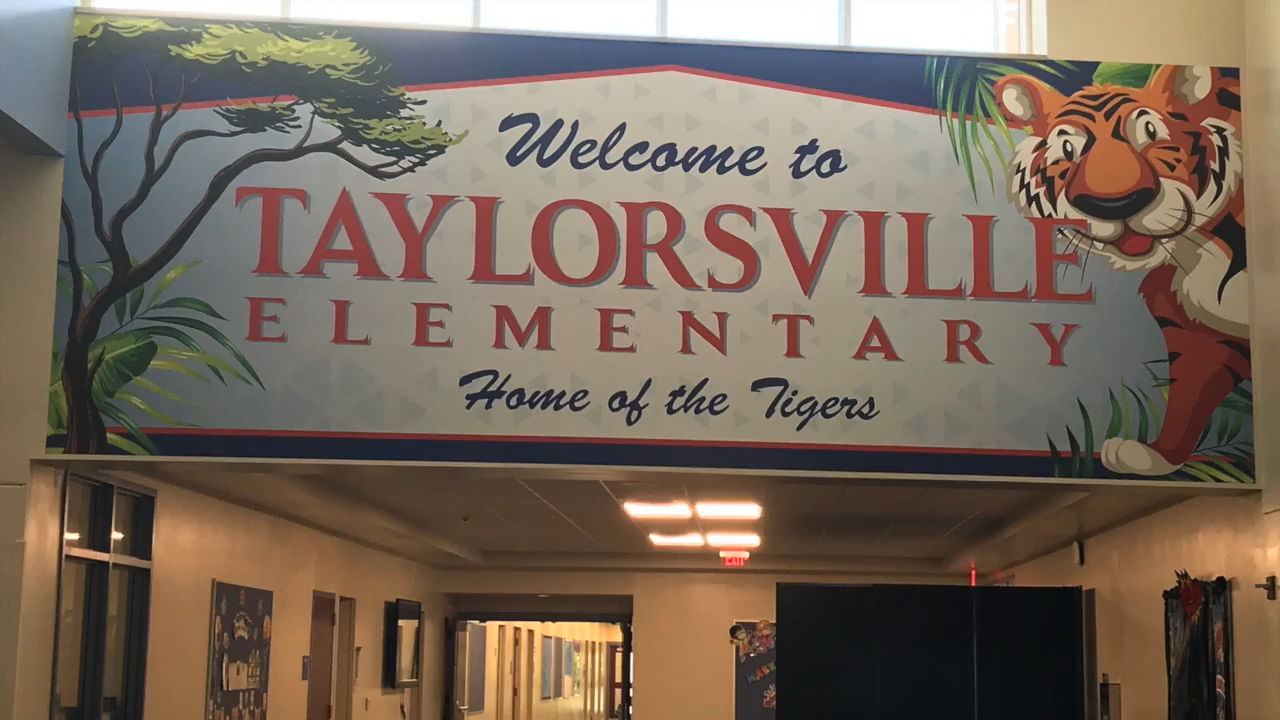 Welcome to
TAYLORSVILLE
ELEMENTARY
Home of the Tigers
EXIT